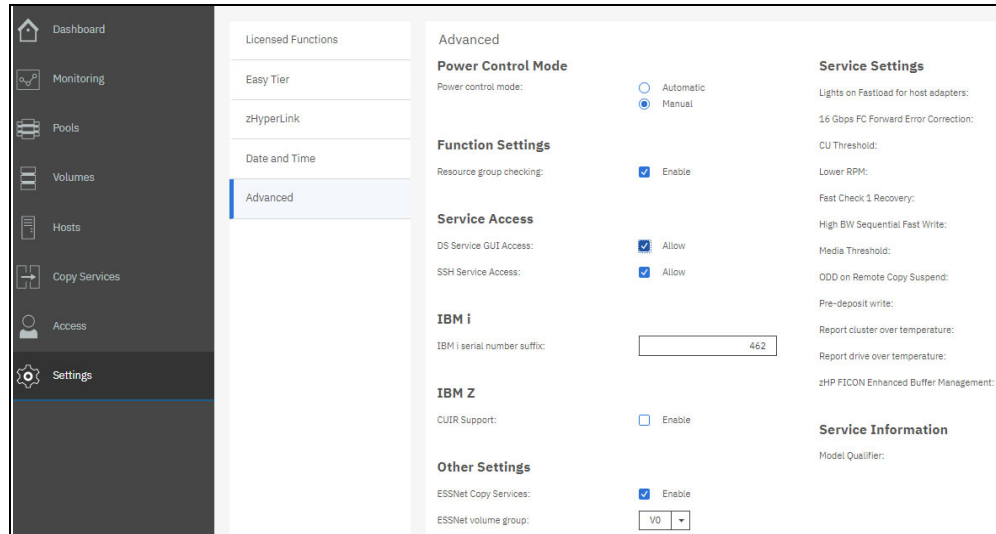 Dashboard
Monitoring
Pools
Volumes
Hosts
Copy Services
Access
Settings
Licensed Functions
Easy Tier
zHyperLink
Date and Time
Advanced
Advanced
Power Control Mode
Power control mode:
Automatic
Manual
Function Settings
Resource group checking:
Enable
Service Access
DS Service GUI Access:
Allow
SSH Service Access:
Allow
IBM i
IBM i serial number suffix:
462
IBM Z
CUIR Support:
Enable
Other Settings
ESSNet Copy Services:
Enable
ESSNet volume group:
V0
Service Settings
Lights on Fastload for host adapters:
16 Gbps FC Forward Error Correction:
CU Threshold:
Lower RPM:
Fast Check 1 Recovery:
High BW Sequential Fast Write:
Media Threshold:
ODD on Remote Copy Suspend:
Pre-deposit write:
Report cluster over temperature:
Report drive over temperature:
zHP FICON Enhanced Buffer Management:
Service Information
Model Qualifier: